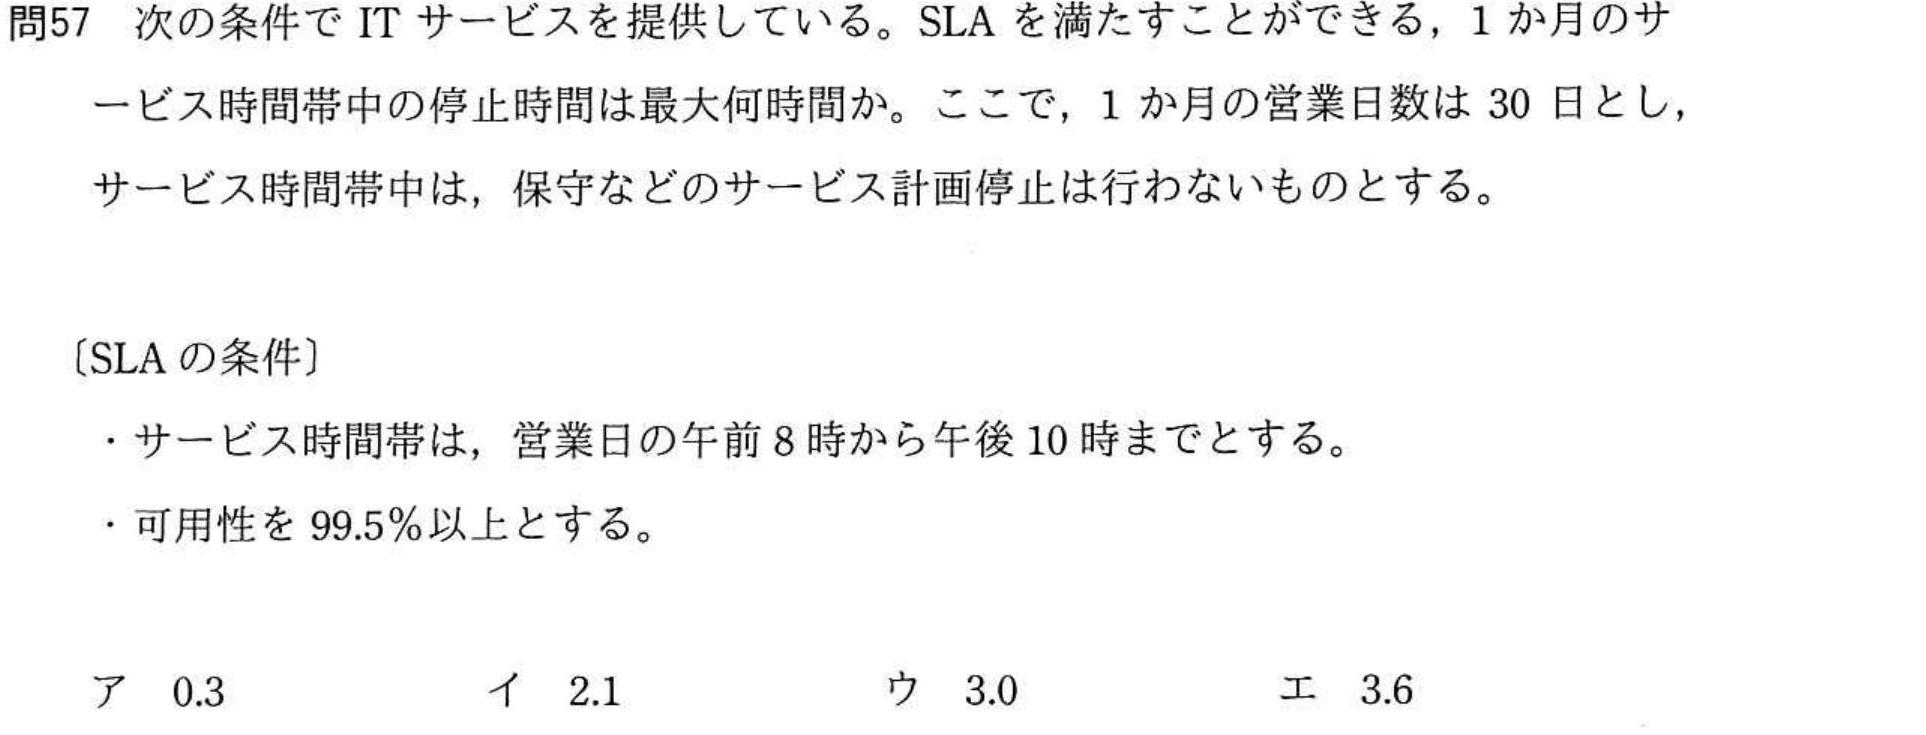 問57 次の条件で IT サービスを提供している。SLA を満たすことができる，1 か月のサ
ービス時間帯中の停止時間は最大何時間か。ここで，1 か月の営業日数は 30 日とし，
サービス時間帯中は，保守などのサービス計画停止は行わないものとする。
〔SLA の条件〕
・サービス時間帯は，営業日の午前 8 時から午後 10 時までとする。
・可用性を 99.5％以上とする。
ア 0.3 イ 2.1 ウ 3.0 エ 3.6